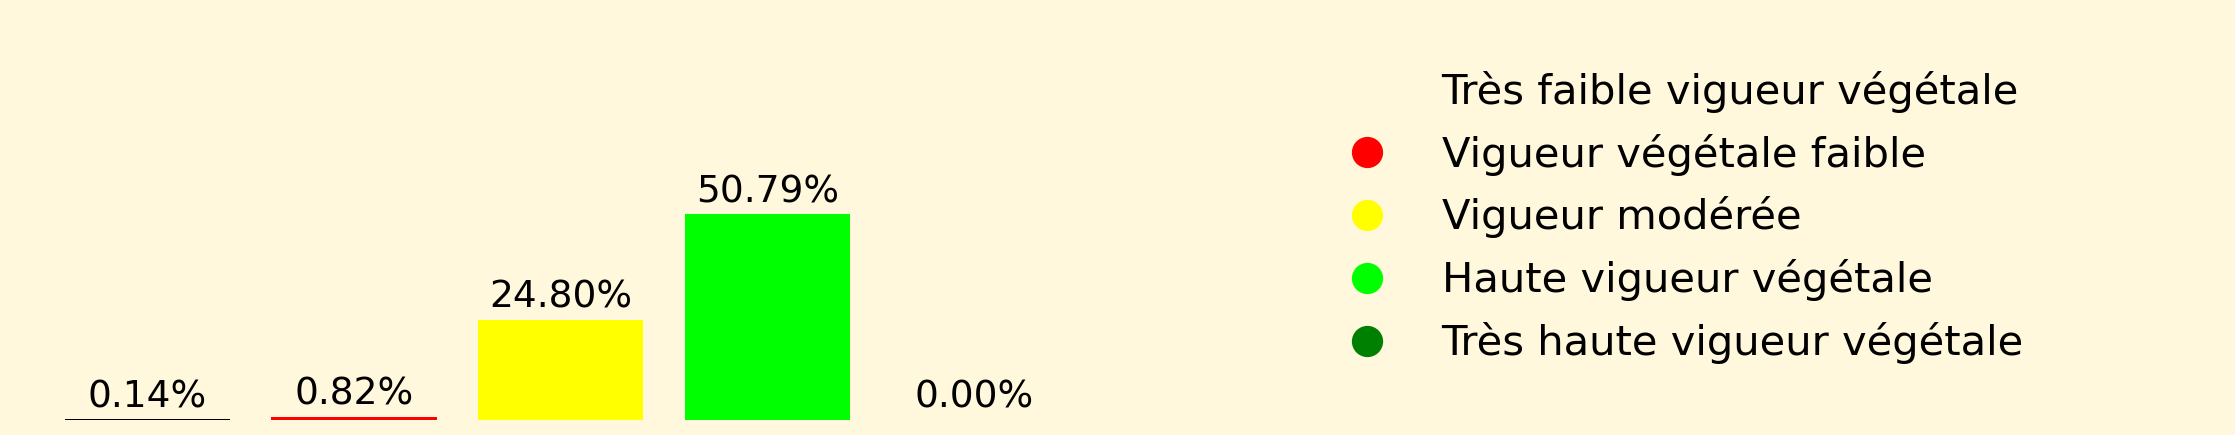 0.14%
0.82%
24.80%
50.79%
0.00%
Très faible vigueur végétale
Vigueur végétale faible
Vigueur modérée
Haute vigueur végétale
Très haute vigueur végétale